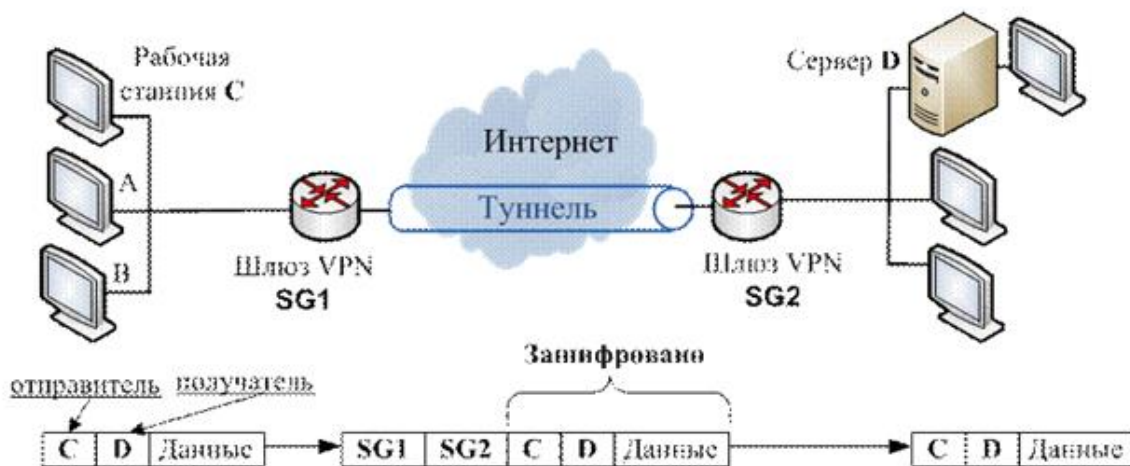 Рабочая
станция C
Сервер D
Интернет
A
Туннель
B
Шлюз VPN
SG1
Шлюз VPN
SG2
Зашифровано
отправитель
получатель
C D Данные
SG1 SG2 C D Данные
C D Данные